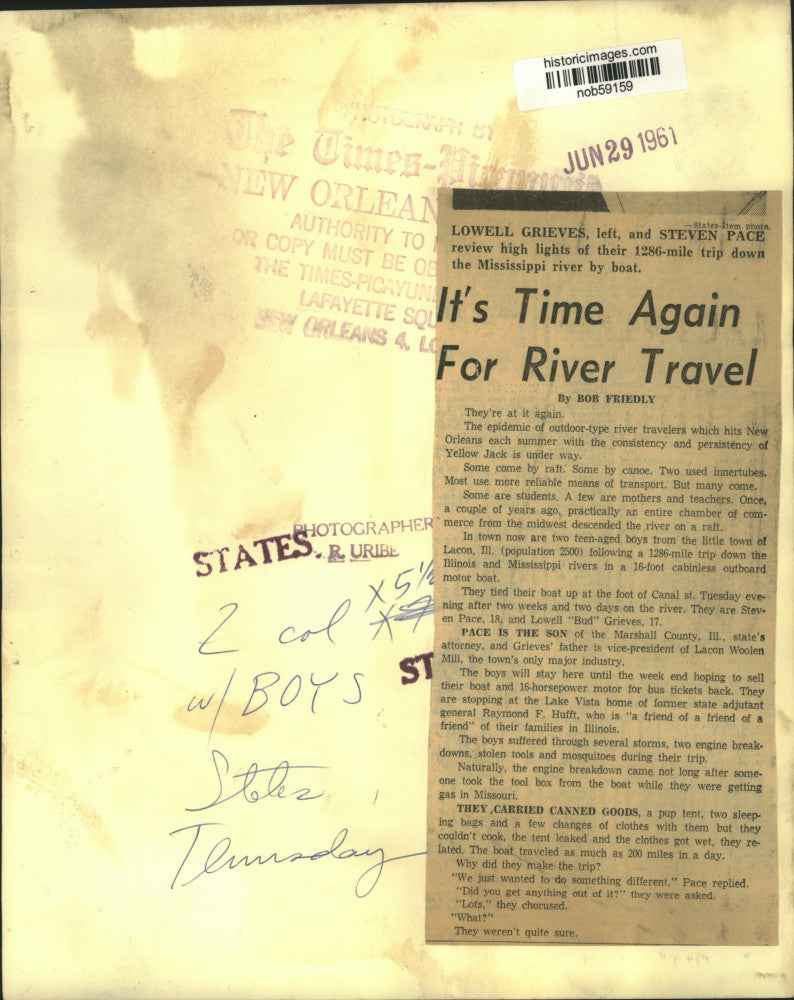 historicimages.com
nob59159
JUN 29 1961
PHOTOGRAPH BY
The Times-Picayune
NEW ORLEAN
AUTHORITY TO
OR COPY MUST BE OB
THE TIMES-PICAYUN
LAFAYETTE SQU
NEW ORLEANS 4, LO
—States-Item photo.
LOWELL GRIEVES, left, and STEVEN PACE
review high lights of their 1286-mile trip down
the Mississippi river by boat.
It's Time Again
For River Travel
By BOB FRIEDLY
They're at it again.
The epidemic of outdoor-type river travelers which hits New
Orleans each summer with the consistency and persistency of
Yellow Jack is under way.
Some come by raft. Some by canoe. Two used innertubes.
Most use more reliable means of transport. But many come.
Some are students. A few are mothers and teachers. Once,
a couple of years ago, practically an entire chamber of com-
merce from the midwest descended the river on a raft.
In town now are two teen-aged boys from the little town of
Lacon, Ill. (population 2500) following a 1286-mile trip down the
Illinois and Mississippi rivers in a 16-foot cabinless outboard
motor boat.
They tied their boat up at the foot of Canal st. Tuesday eve-
ning after two weeks and two days on the river. They are Stev-
en Pace, 18, and Lowell "Bud" Grieves, 17.
PACE IS THE SON of the Marshall County, Ill., state's
attorney, and Grieves' father is vice-president of Lacon Woolen
Mill, the town's only major industry.
The boys will stay here until the week end hoping to sell
their boat and 16-horsepower motor for bus tickets back. They
are stopping at the Lake Vista home of former state adjutant
general Raymond F. Hufft, who is "a friend of a friend of a
friend" of their families in Illinois.
The boys suffered through several storms, two engine break-
downs, stolen tools and mosquitoes during their trip.
Naturally, the engine breakdown came not long after some-
one took the tool box from the boat while they were getting
gas in Missouri.
THEY CARRIED CANNED GOODS, a pup tent, two sleep-
ing bags and a few changes of clothes with them but they
couldn't cook, the tent leaked and the clothes got wet, they re-
lated. The boat traveled as much as 200 miles in a day.
Why did they make the trip?
"We just wanted to do something different," Pace replied.
"Did you get anything out of it?" they were asked.
"Lots," they chorused.
"What?"
They weren't quite sure.
PHOTOGRAPHER
STATES. R. URIBE
2 col x 5 1/2
ST
w/ BOYS
States
Thursday